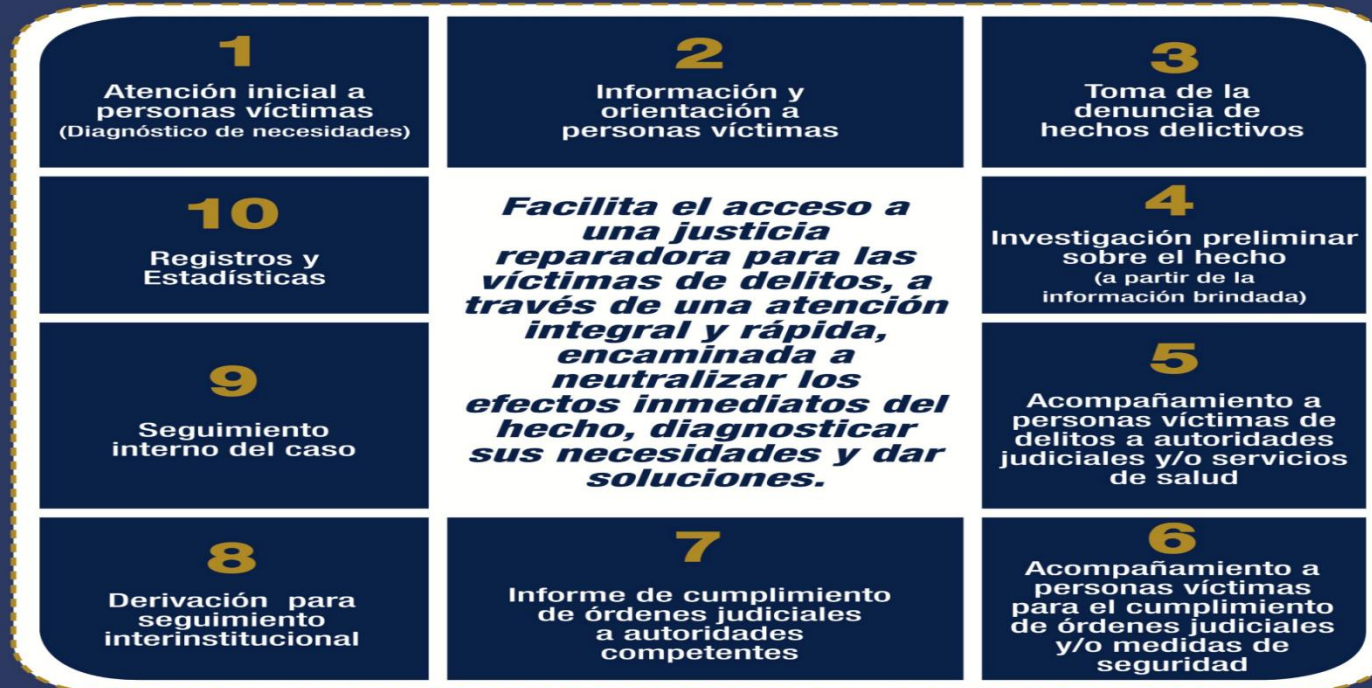 1
Atención inicial a
personas víctimas
(Diagnóstico de necesidades)
2
Información y
orientación a
personas víctimas
3
Toma de la
denuncia de
hechos delictivos
4
Investigación preliminar
sobre el hecho
(a partir de la
información brindada)
5
Acompañamiento a
personas víctimas de
delitos a autoridades
judiciales y/o servicios
de salud
6
Acompañamiento a
personas víctimas
para el cumplimiento
de órdenes judiciales
y/o medidas de
seguridad
7
Informe de cumplimiento
de órdenes judiciales
a autoridades
competentes
8
Derivación para
seguimiento
interinstitucional
9
Seguimiento
interno del caso
10
Registros y
Estadísticas
Facilita el acceso a
una justicia
reparadora para las
víctimas de delitos, a
través de una atención
integral y rápida,
encaminada a
neutralizar los
efectos inmediatos del
hecho, diagnosticar
sus necesidades y dar
soluciones.